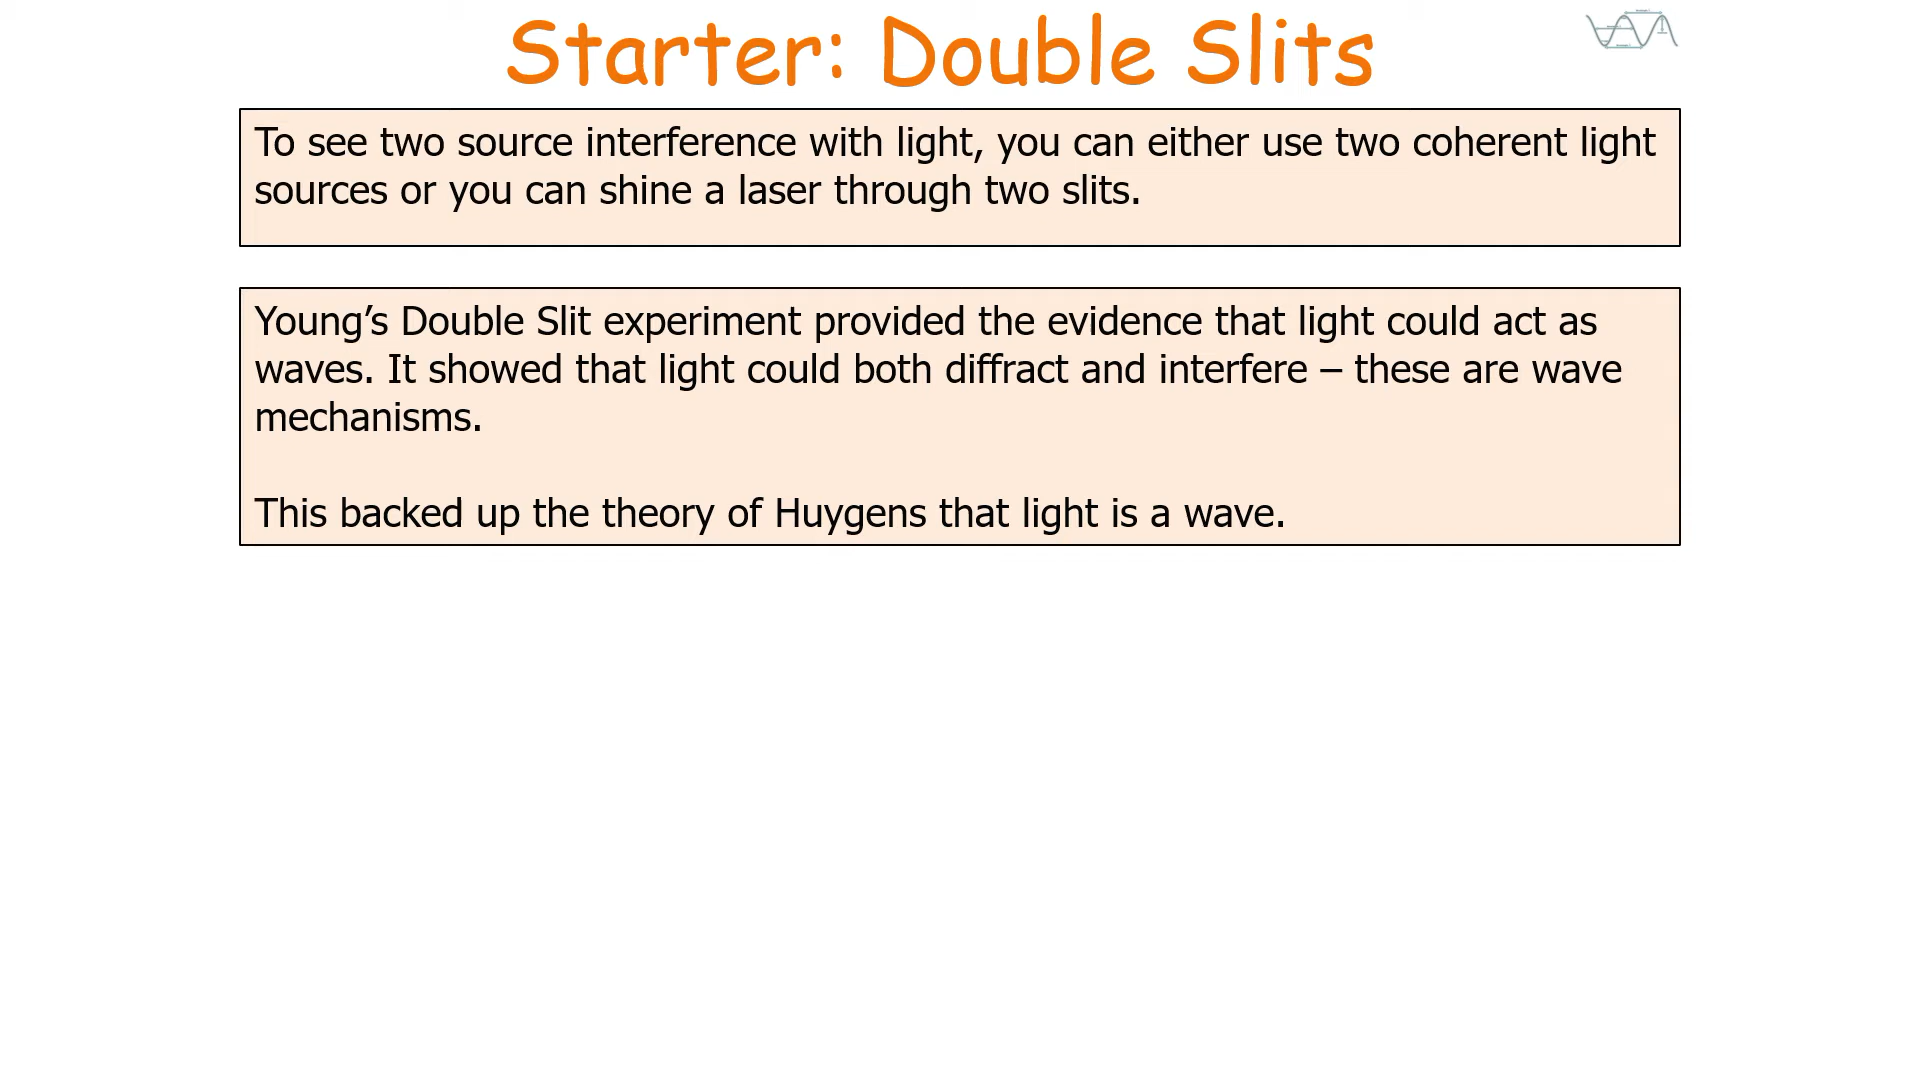 Starter: Double Slits
To see two source interference with light, you can either use two coherent light
sources or you can shine a laser through two slits.
Young’s Double Slit experiment provided the evidence that light could act as
waves. It showed that light could both diffract and interfere – these are wave
mechanisms.
This backed up the theory of Huygens that light is a wave.